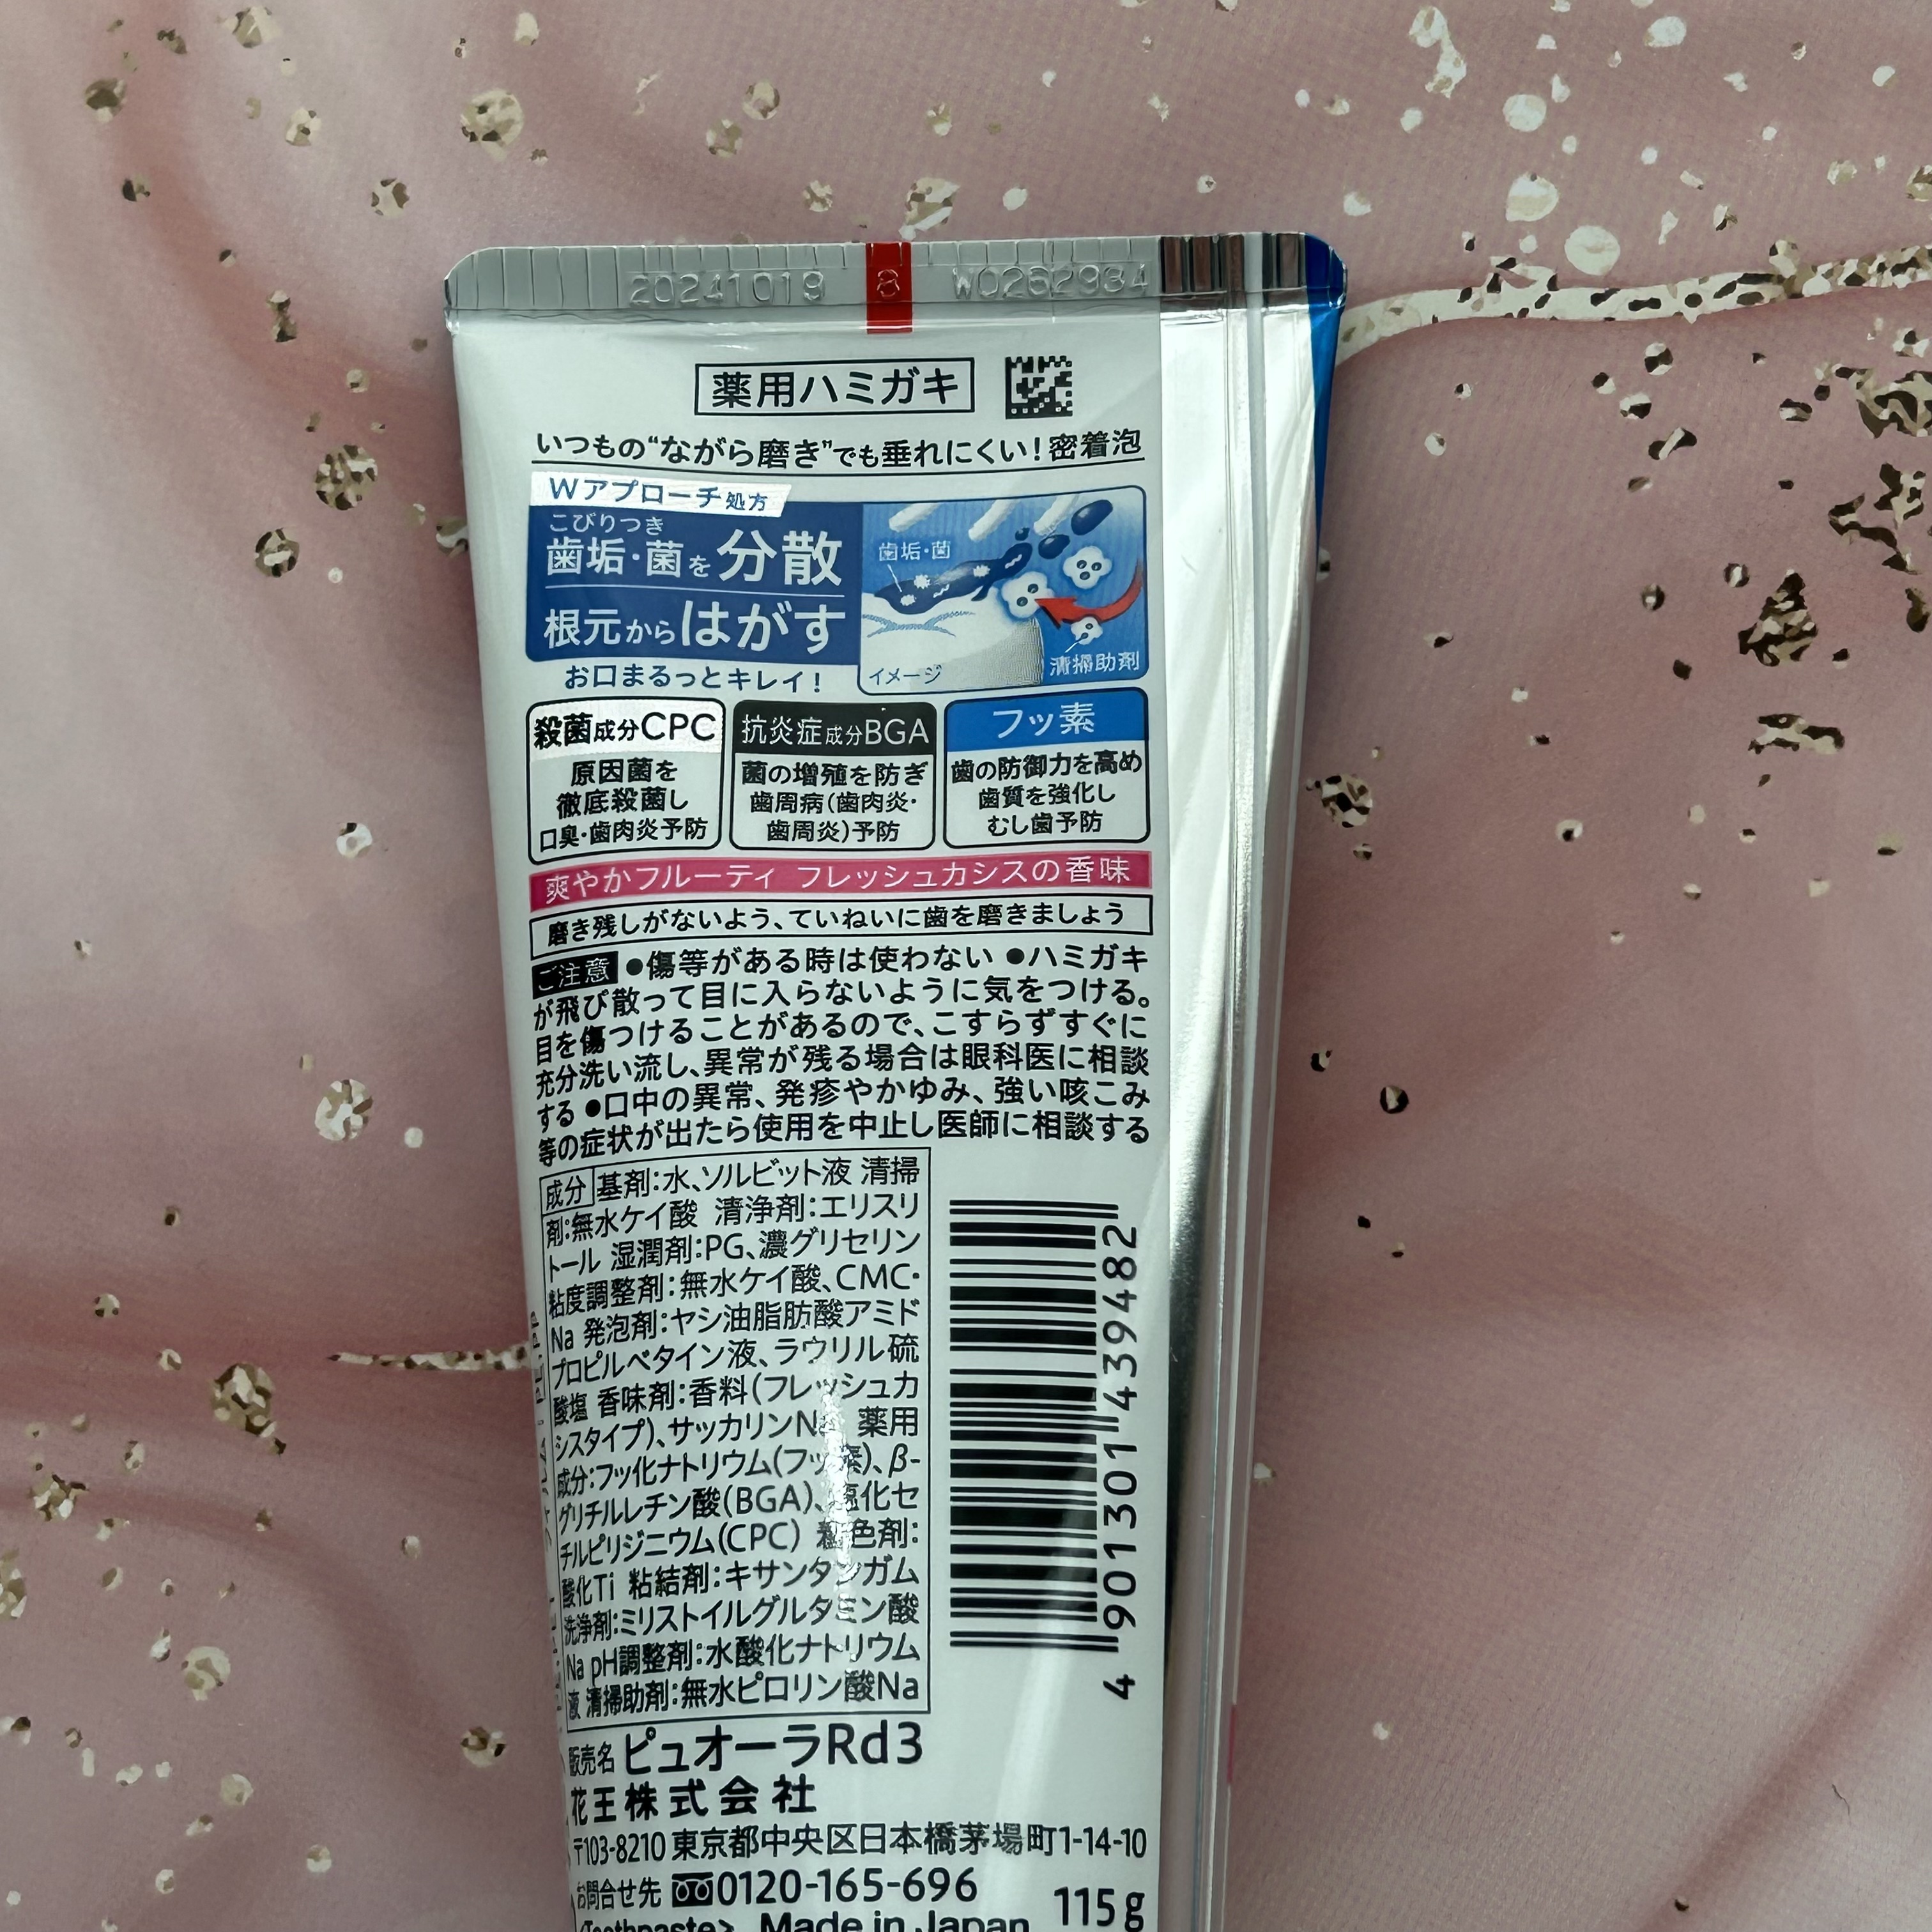 20241019 8 W0262934
薬用ハミガキ
いつもの“ながら磨き”でも垂れにくい！密着泡
Wアプローチ処方
こびりつき
歯垢・菌を分散
根元からはがす
歯垢・菌
清掃助剤
イメージ
お口まるっとキレイ！
殺菌成分CPC
原因菌を
徹底殺菌し
口臭・歯肉炎予防
抗炎症成分BGA
菌の増殖を防ぎ
歯周病(歯肉炎・
歯周炎)予防
フッ素
歯の防御力を高め
歯質を強化し
むし歯予防
爽やかフルーティ フレッシュカシスの香味
磨き残しがないよう、ていねいに歯を磨きましょう
ご注意 ●傷等がある時は使わない ●ハミガキ
が飛び散って目に入らないように気をつける。
目を傷つけることがあるので、こすらずすぐに
充分洗い流し、異常が残る場合は眼科医に相談
する ●口中の異常、発疹やかゆみ、強い咳こみ
等の症状が出たら使用を中止し医師に相談する
成分 基剤：水、ソルビット液 清掃
剤：無水ケイ酸 清浄剤：エリスリ
トール 湿潤剤：PG、濃グリセリン
粘度調整剤：無水ケイ酸、CMC・
Na 発泡剤：ヤシ油脂肪酸アミド
プロピルベタイン液、ラウリル硫
酸塩 香味剤：香料(フレッシュカ
シスタイプ)、サッカリンNa 薬用
成分：フッ化ナトリウム(フッ素)、β-
グリチルレチン酸(BGA)、塩化セ
チルピリジニウム(CPC) 着色剤：
酸化Ti 粘結剤：キサンタンガム
洗浄剤：ミリストイルグルタミン酸
Na pH調整剤：水酸化ナトリウム
液 清掃助剤：無水ピロリン酸Na
4 901301 439482
販売名 ピュオーラRd3
花王株式会社
〒103-8210 東京都中央区日本橋茅場町1-14-10
お問合せ先 0120-165-696
115g
<Toothpaste> Made in Japan